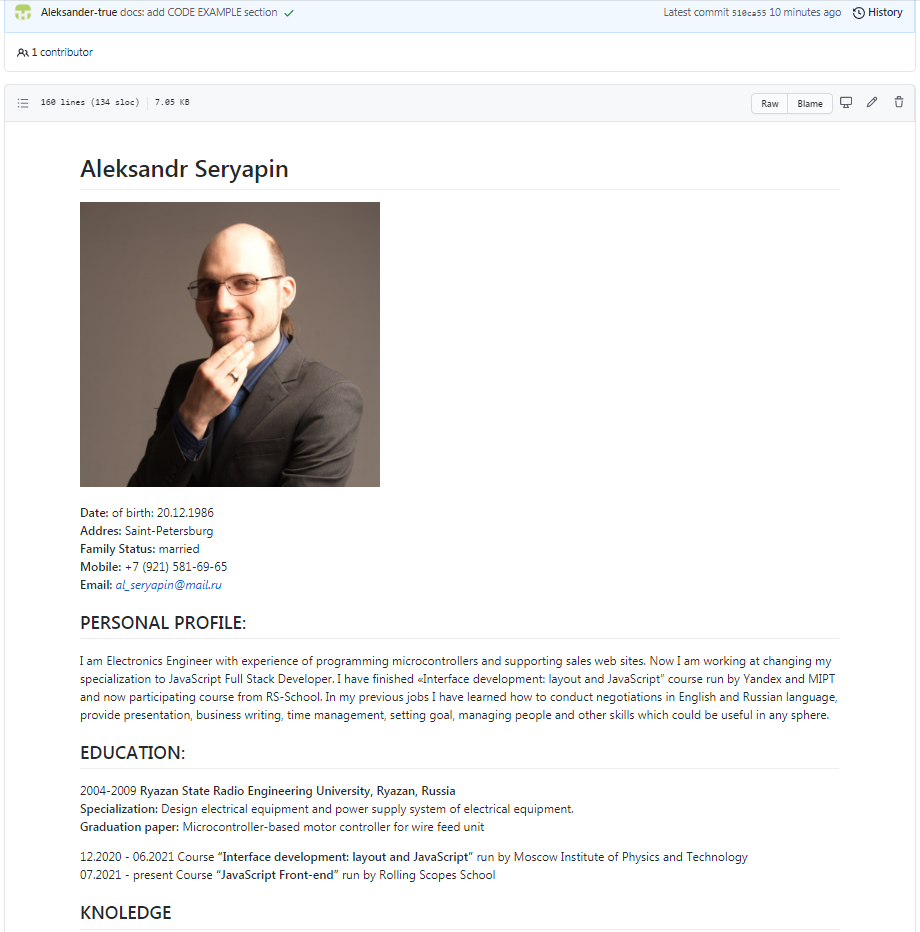 Aleksander-true docs: add CODE EXAMPLE section Latest commit 510ca55 10 minutes ago History
1 contributor
160 lines (134 sloc) 7.05 KB Raw Blame
Aleksandr Seryapin
Date: of birth: 20.12.1986
Addres: Saint-Petersburg
Family Status: married
Mobile: +7 (921) 581-69-65
Email: al_seryapin@mail.ru
PERSONAL PROFILE:
I am Electronics Engineer with experience of programming microcontrollers and supporting sales web sites. Now I am working at changing my
specialization to JavaScript Full Stack Developer. I have finished «Interface development: layout and JavaScript” course run by Yandex and MIPT
and now participating course from RS-School. In my previous jobs I have learned how to conduct negotiations in English and Russian language,
provide presentation, business writing, time management, setting goal, managing people and other skills which could be useful in any sphere.
EDUCATION:
2004-2009 Ryazan State Radio Engineering University, Ryazan, Russia
Specialization: Design electrical equipment and power supply system of electrical equipment.
Graduation paper: Microcontroller-based motor controller for wire feed unit
12.2020 - 06.2021 Course “Interface development: layout and JavaScript” run by Moscow Institute of Physics and Technology
07.2021 - present Course “JavaScript Front-end” run by Rolling Scopes School
KNOLEDGE